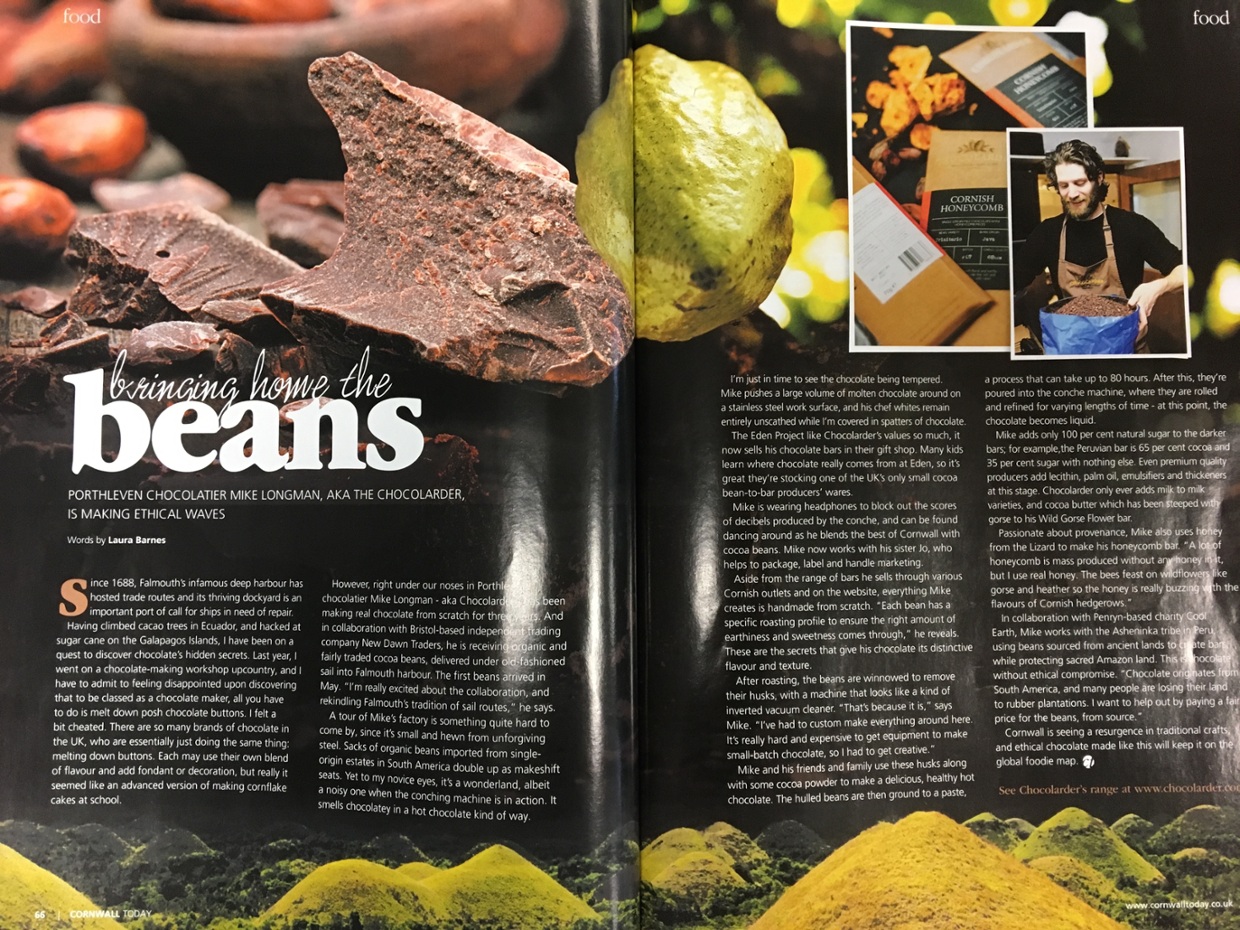 food
food
CORNISH
HONEYCOMB
CORNISH
HONEYCOMB
bringing home the
beans
PORTHLEVEN CHOCOLATIER MIKE LONGMAN, AKA THE CHOCOLARDER,
IS MAKING ETHICAL WAVES
Words by Laura Barnes
Since 1688, Falmouth's infamous deep harbour has
hosted trade routes and its thriving dockyard is an
important port of call for ships in need of repair.
Having climbed cacao trees in Ecuador, and hacked at
sugar cane on the Galapagos Islands, I have been on a
quest to discover chocolate's hidden secrets. Last year, I
went on a chocolate-making workshop upcountry, and I
have to admit to feeling disappointed upon discovering
that to be classed as a chocolate maker, all you have
to do is melt down posh chocolate buttons. I felt a
bit cheated. There are so many brands of chocolate in
the UK, who are essentially just doing the same thing:
melting down buttons. Each may use their own blend
of flavour and add fondant or decoration, but really it
seemed like an advanced version of making cornflake
cakes at school.
However, right under our noses in
chocolatier Mike Longman - aka Chocolarder been
making real chocolate from scratch for And
in collaboration with Bristol-based independent trading
company New Dawn Traders, he is receiving organic and
fairly traded cocoa beans, delivered under old-fashioned
sail into Falmouth harbour. The first beans arrived in
May. "I'm really excited about the collaboration, and
rekindling Falmouth's tradition of sail routes," he says.
A tour of Mike's factory is something quite hard to
come by, since it's small and hewn from unforgiving
steel. Sacks of organic beans imported from single-
origin estates in South America double up as makeshift
seats. Yet to my novice eyes, it's a wonderland, albeit
a noisy one when the conching machine is in action. It
smells chocolatey in a hot chocolate kind of way.
I'm just in time to see the chocolate being tempered.
Mike pushes a large volume of molten chocolate around on
a stainless steel work surface, and his chef whites remain
entirely unscathed while I'm covered in spatters of chocolate.
The Eden Project like Chocolarder's values so much, it
now sells his chocolate bars in their gift shop. Many kids
learn where chocolate really comes from at Eden, so it's
great they're stocking one of the UK's only small cocoa
bean-to-bar producers' wares.
Mike is wearing headphones to block out the scores
of decibels produced by the conche, and can be found
dancing around as he blends the best of Cornwall with
cocoa beans. Mike now works with his sister Jo, who
helps to package, label and handle marketing.
Aside from the range of bars he sells through various
Cornish outlets and on the website, everything Mike
creates is handmade from scratch. "Each bean has a
specific roasting profile to ensure the right amount of
earthiness and sweetness comes through," he reveals.
These are the secrets that give his chocolate its distinctive
flavour and texture.
After roasting, the beans are winnowed to remove
their husks, with a machine that looks like a kind of
inverted vacuum cleaner. "That's because it is," says
Mike. "I've had to custom make everything around here.
It's really hard and expensive to get equipment to make
small-batch chocolate, so I had to get creative."
Mike and his friends and family use these husks along
with some cocoa powder to make a delicious, healthy hot
chocolate. The hulled beans are then ground to a paste,
a process that can take up to 80 hours. After this, they're
poured into the conche machine, where they are rolled
and refined for varying lengths of time - at this point, the
chocolate becomes liquid.
Mike adds only 100 per cent natural sugar to the darker
bars; for example,the Peruvian bar is 65 per cent cocoa and
35 per cent sugar with nothing else. Even premium quality
producers add lecithin, palm oil, emulsifiers and thickeners
at this stage. Chocolarder only ever adds milk to milk
varieties, and cocoa butter which has been steeped with
gorse to his Wild Gorse Flower bar.
Passionate about provenance, Mike also uses honey
from the Lizard to make his honeycomb bar. "A lot of
honeycomb is mass produced without any honey in it,
but I use real honey. The bees feast on wildflowers like
gorse and heather so the honey is really buzzing with the
flavours of Cornish hedgerows."
In collaboration with Penryn-based charity Cool
Earth, Mike works with the Asheninka tribe in Peru,
using beans sourced from ancient lands to create bars,
while protecting sacred Amazon land. This is chocolate
without ethical compromise. "Chocolate originates from
South America, and many people are losing their land
to rubber plantations. I want to help out by paying a fair
price for the beans, from source."
Cornwall is seeing a resurgence in traditional crafts,
and ethical chocolate made like this will keep it on the
global foodie map.
See Chocolarder's range at www.chocolarder.co
66 | CORNWALL TODAY
www.cornwalltoday.co.uk